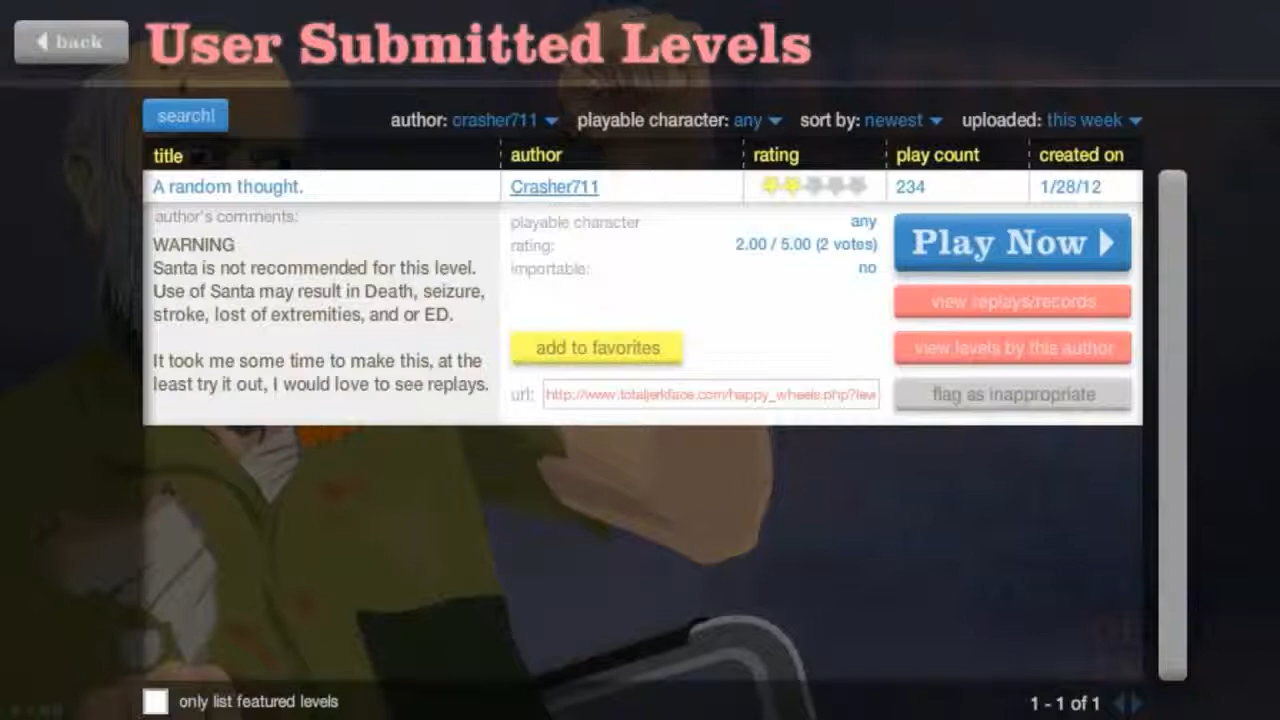 back
User Submitted Levels
search!
author: crasher711 playable character: any sort by: newest uploaded: this week
title author rating play count created on
A random thought. Crasher711 234 1/28/12
author's comments:
WARNING
Santa is not recommended for this level.
Use of Santa may result in Death, seizure,
stroke, lost of extremities, and or ED.
It took me some time to make this, at the
least try it out, I would love to see replays.
playable character any
rating: 2.00 / 5.00 (2 votes)
importable: no
add to favorites
url: http://www.totaljerkface.com/happy_wheels.php?lev
Play Now
view replays/records
view levels by this author
flag as inappropriate
only list featured levels
1 - 1 of 1